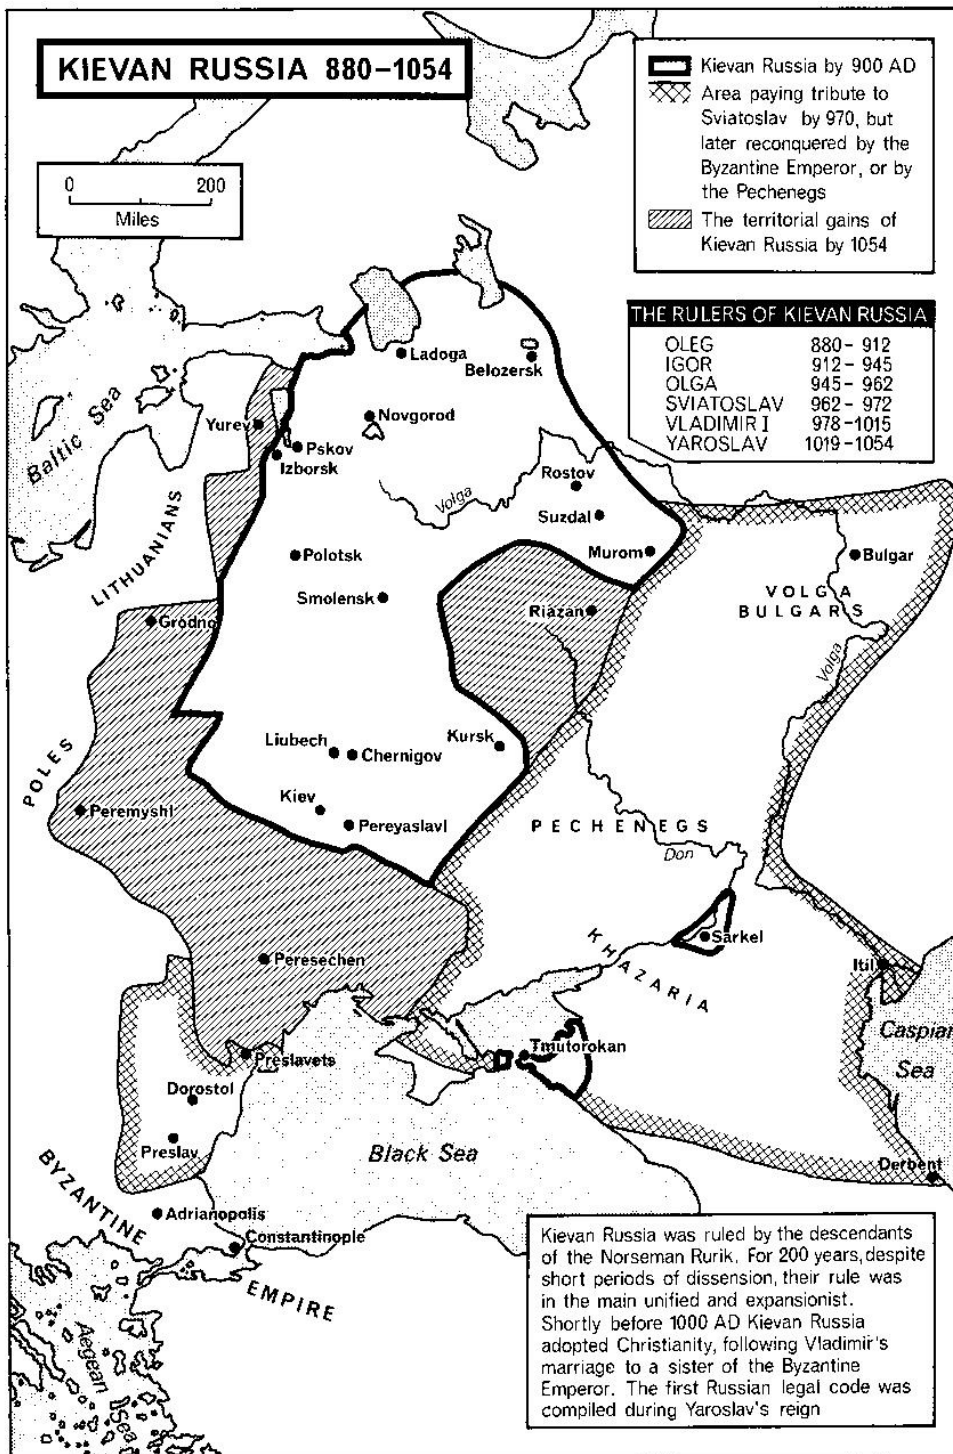 KIEVAN RUSSIA 880–1054
Kievan Russia by 900 AD
Area paying tribute to
Sviatoslav by 970, but
later reconquered by the
Byzantine Emperor, or by
the Pechenegs
The territorial gains of
Kievan Russia by 1054
0 200
Miles
THE RULERS OF KIEVAN RUSSIA
OLEG 880-912
IGOR 912-945
OLGA 945-962
SVIATOSLAV 962-972
VLADIMIR I 978-1015
YAROSLAV 1019-1054
Ladoga
Belozersk
Baltic Sea
Yurev
Novgorod
Pskov
Izborsk
Rostov
Volga
Suzdal
LITHUANIANS
Polotsk
Murom
Bulgar
Smolensk
VOLGA
BULGARS
Grodno
Riazan
Volga
POLES
Liubech
Chernigov
Kursk
Peremyshl
Kiev
Pereyaslavl
PECHENEGS
Don
Sarkel
KHAZARIA
Peresechen
Itil
Caspian
Sea
Tmutorokan
Preslavets
Dorostol
Preslav
Black Sea
Derbent
BYZANTINE
EMPIRE
Adrianopolis
Constantinople
Aegean
Sea
Kievan Russia was ruled by the descendants
of the Norseman Rurik. For 200 years, despite
short periods of dissension, their rule was
in the main unified and expansionist.
Shortly before 1000 AD Kievan Russia
adopted Christianity, following Vladimir's
marriage to a sister of the Byzantine
Emperor. The first Russian legal code was
compiled during Yaroslav's reign